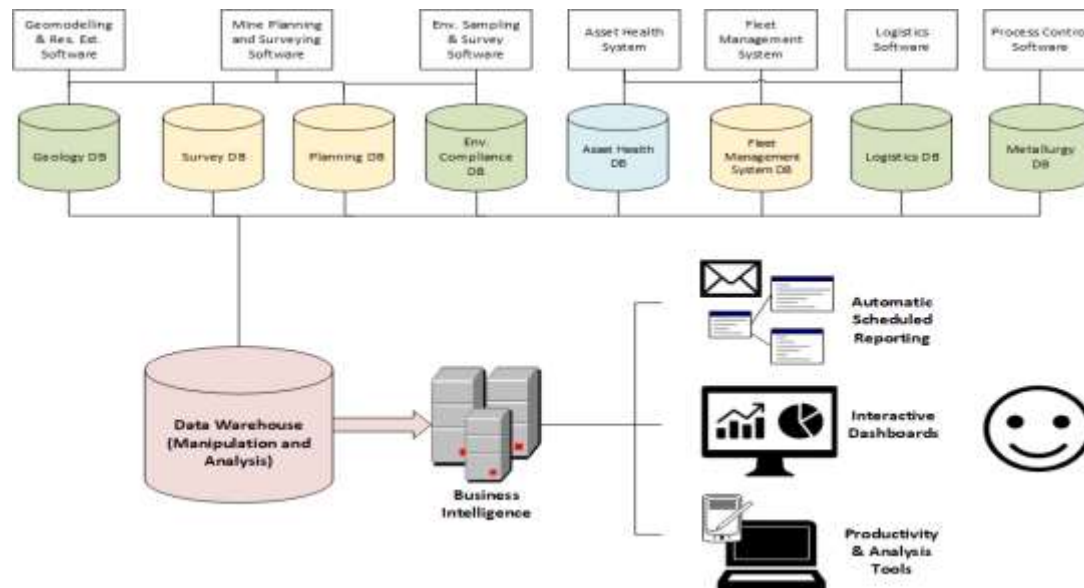 Geomodelling
& Res. Est.
Software
Mine Planning
and Surveying
Software
Env. Sampling
& Survey
Software
Asset Health
System
Fleet
Management
System
Logistics
Software
Process Control
Software
Geology DB
Survey DB
Planning DB
Env.
Compliance
DB
Asset Health
DB
Fleet
Management
System DB
Logistics DB
Metallurgy
DB
Data Warehouse
(Manipulation and
Analysis)
Business
Intelligence
Automatic
Scheduled
Reporting
Interactive
Dashboards
Productivity
& Analysis
Tools